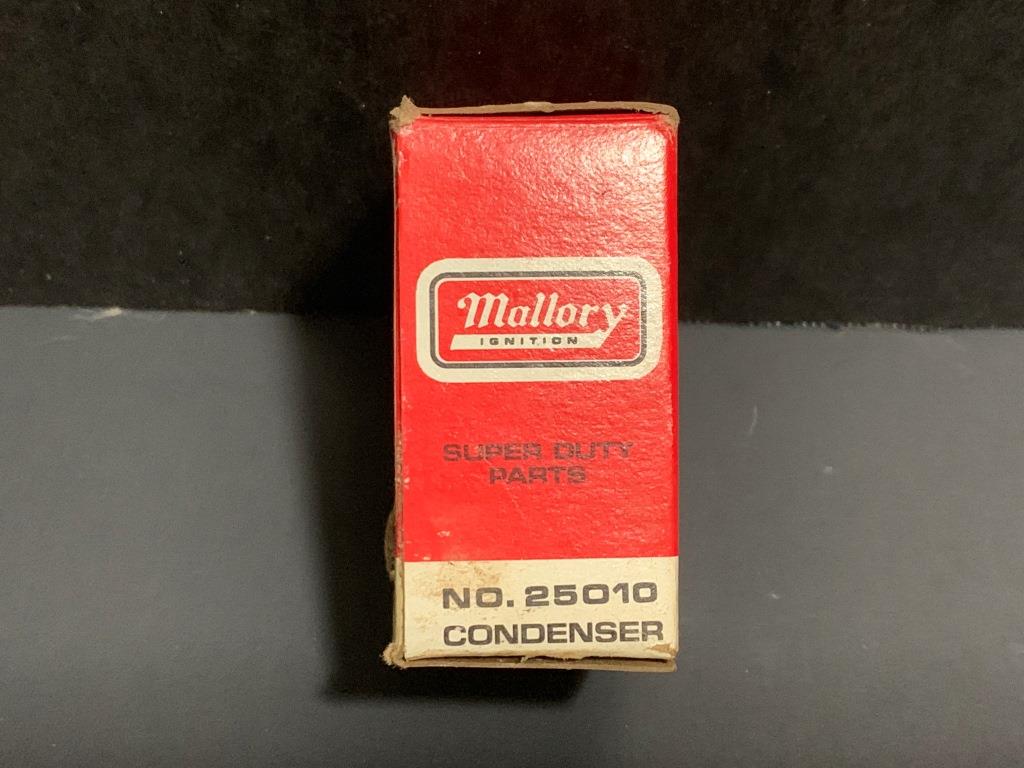 Mallory
IGNITION
SUPER DUTY
PARTS
NO. 25010
CONDENSER